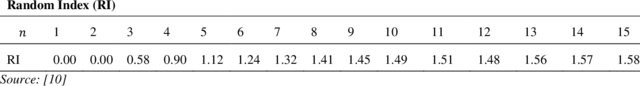 Random Index (RI)
n 1 2 3 4 5 6 7 8 9 10 11 12 13 14 15
RI 0.00 0.00 0.58 0.90 1.12 1.24 1.32 1.41 1.45 1.49 1.51 1.48 1.56 1.57 1.58
Source: [10]